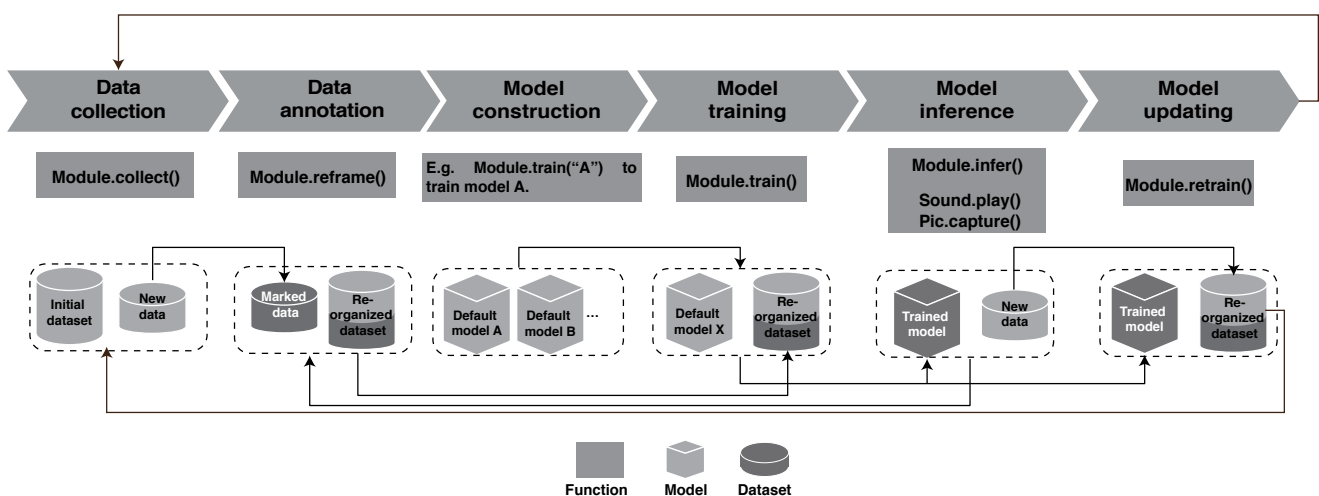 Data
collection
Data
annotation
Model
construction
Model
training
Model
inference
Model
updating
Module.collect()
Module.reframe()
E.g. Module.train(“A”) to
train model A.
Module.train()
Module.infer()
Sound.play()
Pic.capture()
Module.retrain()
Initial
dataset
New
data
Marked
data
Re-
organized
dataset
Default
model A
Default
model B
...
Default
model X
Re-
organized
dataset
Trained
model
New
data
Trained
model
Re-
organized
dataset
Function
Model
Dataset